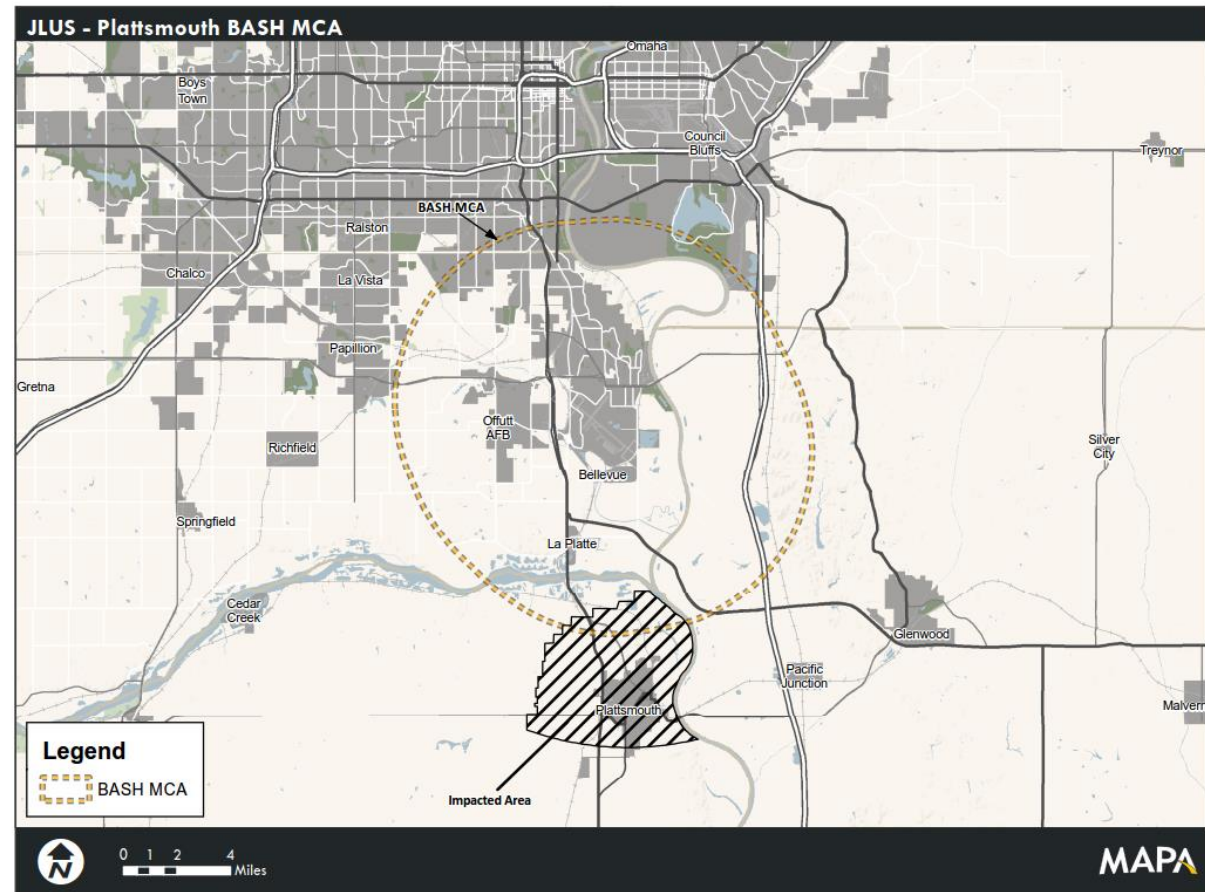 JLUS - Plattsmouth BASH MCA
Omaha
Boys
Town
Council
Bluffs
Treynor
BASH MCA
Ralston
Chalco
La Vista
Papillion
Gretna
Offutt
AFB
Richfield
Silver
City
Bellevue
Springfield
La Platte
Cedar
Creek
Glenwood
Pacific
Junction
Plattsmouth
Malvern
Legend
BASH MCA
Impacted Area
N
0 1 2 4
Miles
MAPA